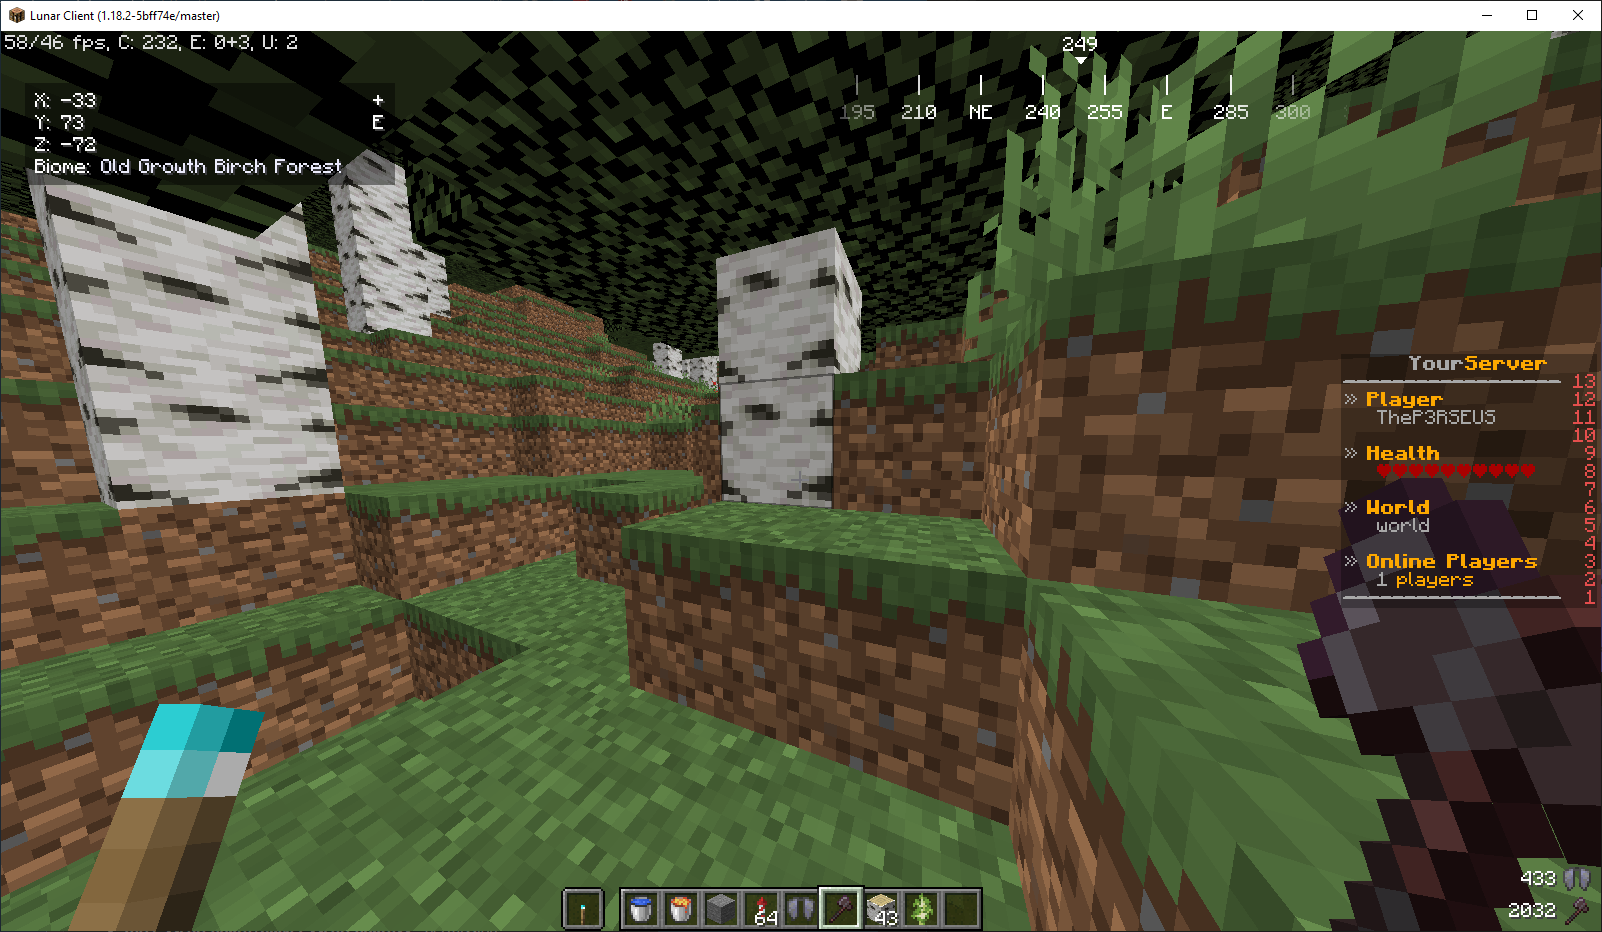 Lunar Client (1.18.2-5bff74e/master)
58/46 fps, C: 232, E: 0+3, U: 2
249
195 210 NE 240 255 E 285 300
X: -33 +
Y: 73 E
Z: -72
Biome: Old Growth Birch Forest
YourServer
13
» Player 12
TheP3RSEUS 11
10
» Health 9
8
7
» World 6
world 5
4
» Online Players 3
1 players 2
1
433
2032
64
43